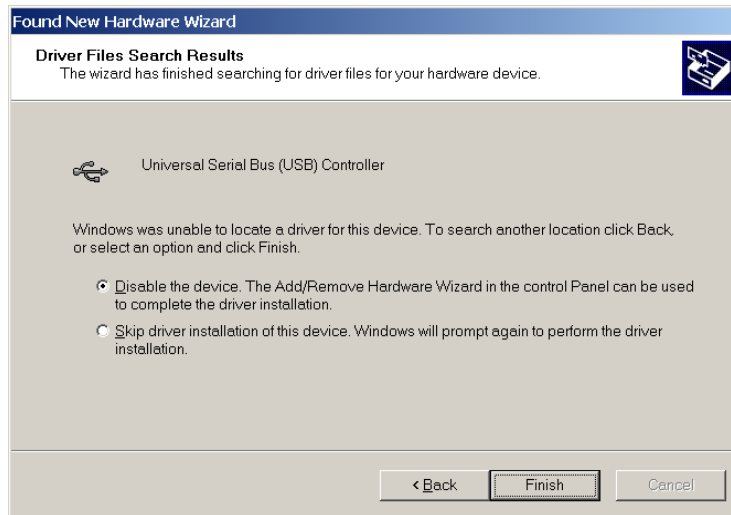 Found New Hardware Wizard
Driver Files Search Results
The wizard has finished searching for driver files for your hardware device.
Universal Serial Bus (USB) Controller
Windows was unable to locate a driver for this device. To search another location click Back,
or select an option and click Finish.
Disable the device. The Add/Remove Hardware Wizard in the control Panel can be used
to complete the driver installation.
Skip driver installation of this device. Windows will prompt again to perform the driver
installation.
< Back
Finish
Cancel